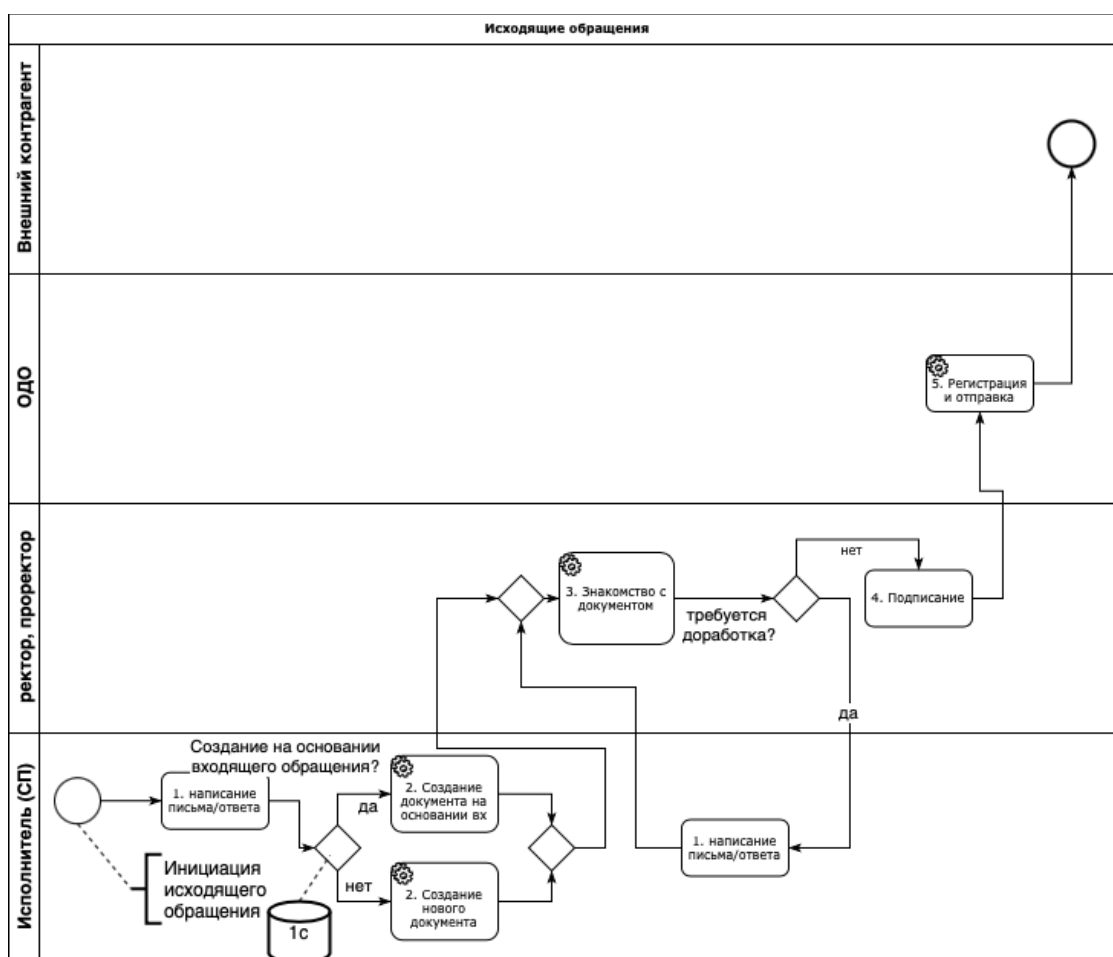 Исходящие обращения
Внешний контрагент
ОДО
5. Регистрация
и отправка
ректор, проректор
3. Знакомство с
документом
требуется
доработка?
нет
4. Подписание
да
Исполнитель (СП)
Создание на основании
входящего обращения?
1. написание
письма/ответа
да
2. Создание
документа на
основании вх
нет
2. Создание
нового
документа
Инициация
исходящего
обращения
1с
1. написание
письма/ответа